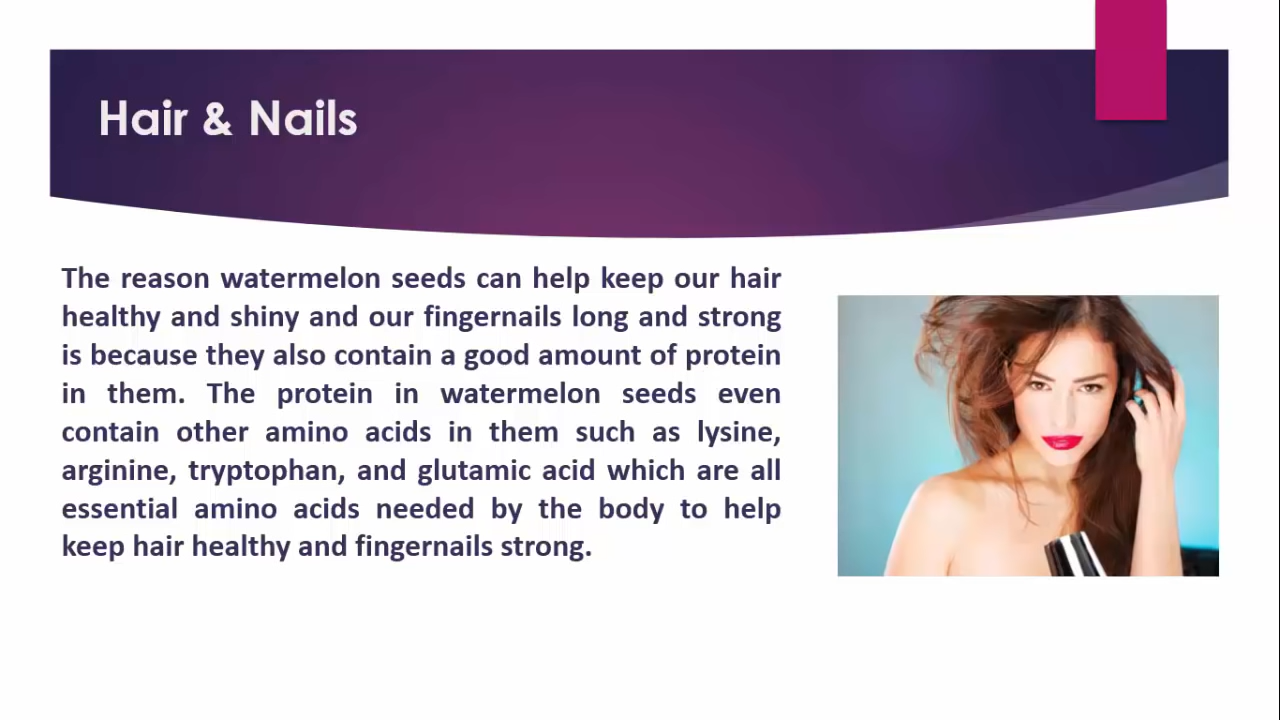 Hair & Nails
The reason watermelon seeds can help keep our hair
healthy and shiny and our fingernails long and strong
is because they also contain a good amount of protein
in them. The protein in watermelon seeds even
contain other amino acids in them such as lysine,
arginine, tryptophan, and glutamic acid which are all
essential amino acids needed by the body to help
keep hair healthy and fingernails strong.